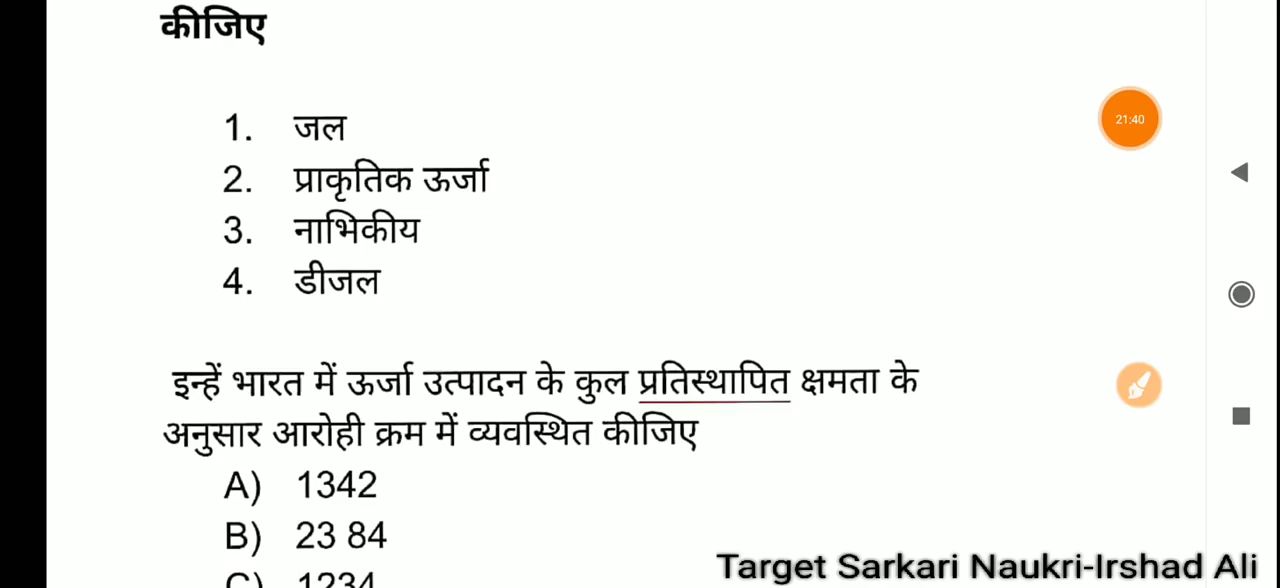 कीजिए
1. जल
21:40
2. प्राकृतिक ऊर्जा
3. नाभिकीय
4. डीजल
इन्हें भारत में ऊर्जा उत्पादन के कुल प्रतिस्थापित क्षमता के
अनुसार आरोही क्रम में व्यवस्थित कीजिए
A) 1342
B) 23 84
C) 1234
Target Sarkari Naukri-Irshad Ali